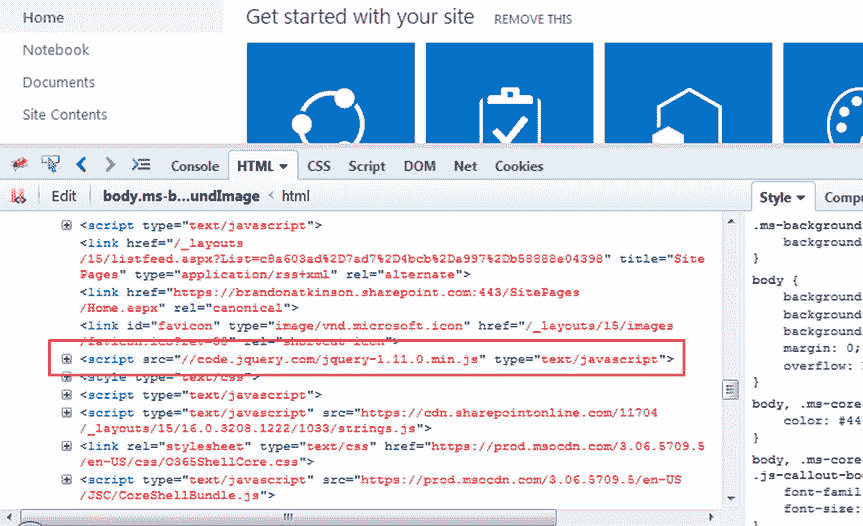 Home
Get started with your site REMOVE THIS
Notebook
Documents
Site Contents
Console HTML CSS Script DOM Net Cookies
Edit body.ms-b...undImage < html
Style Compu
<script type="text/javascript">
<link href="/_layouts
/15/listfeed.aspx?List=c8a603ad%2D7ad7%2D4bcb%2Da997%2Db58888e04398" title="Site
Pages" type="application/rss+xml" rel="alternate">
<link href="https://brandonatkinson.sharepoint.com:443/SitePages
/Home.aspx" rel="canonical">
<link id="favicon" type="image/vnd.microsoft.icon" href="/_layouts/15/images
rel="shortcut icon">
<script src="//code.jquery.com/jquery-1.11.0.min.js" type="text/javascript">
<style type="text/css">
<script type="text/javascript">
<script type="text/javascript" src="https://cdn.sharepointonline.com/11704
/_layouts/15/16.0.3208.1222/1033/strings.js">
<link rel="stylesheet" type="text/css" href="https://prod.msocdn.com/3.06.5709.5
/en-US/css/O365ShellCore.css">
<script type="text/javascript" src="https://prod.msocdn.com/3.06.5709.5/en-US
/JSC/CoreShellBundle.js">
.ms-background
background
}
body {
background
background
background
margin: 0;
overflow:
}
body, .ms-core
color: #44
}
body, .ms-core
.js-callout-bo
font-famil
font-size: